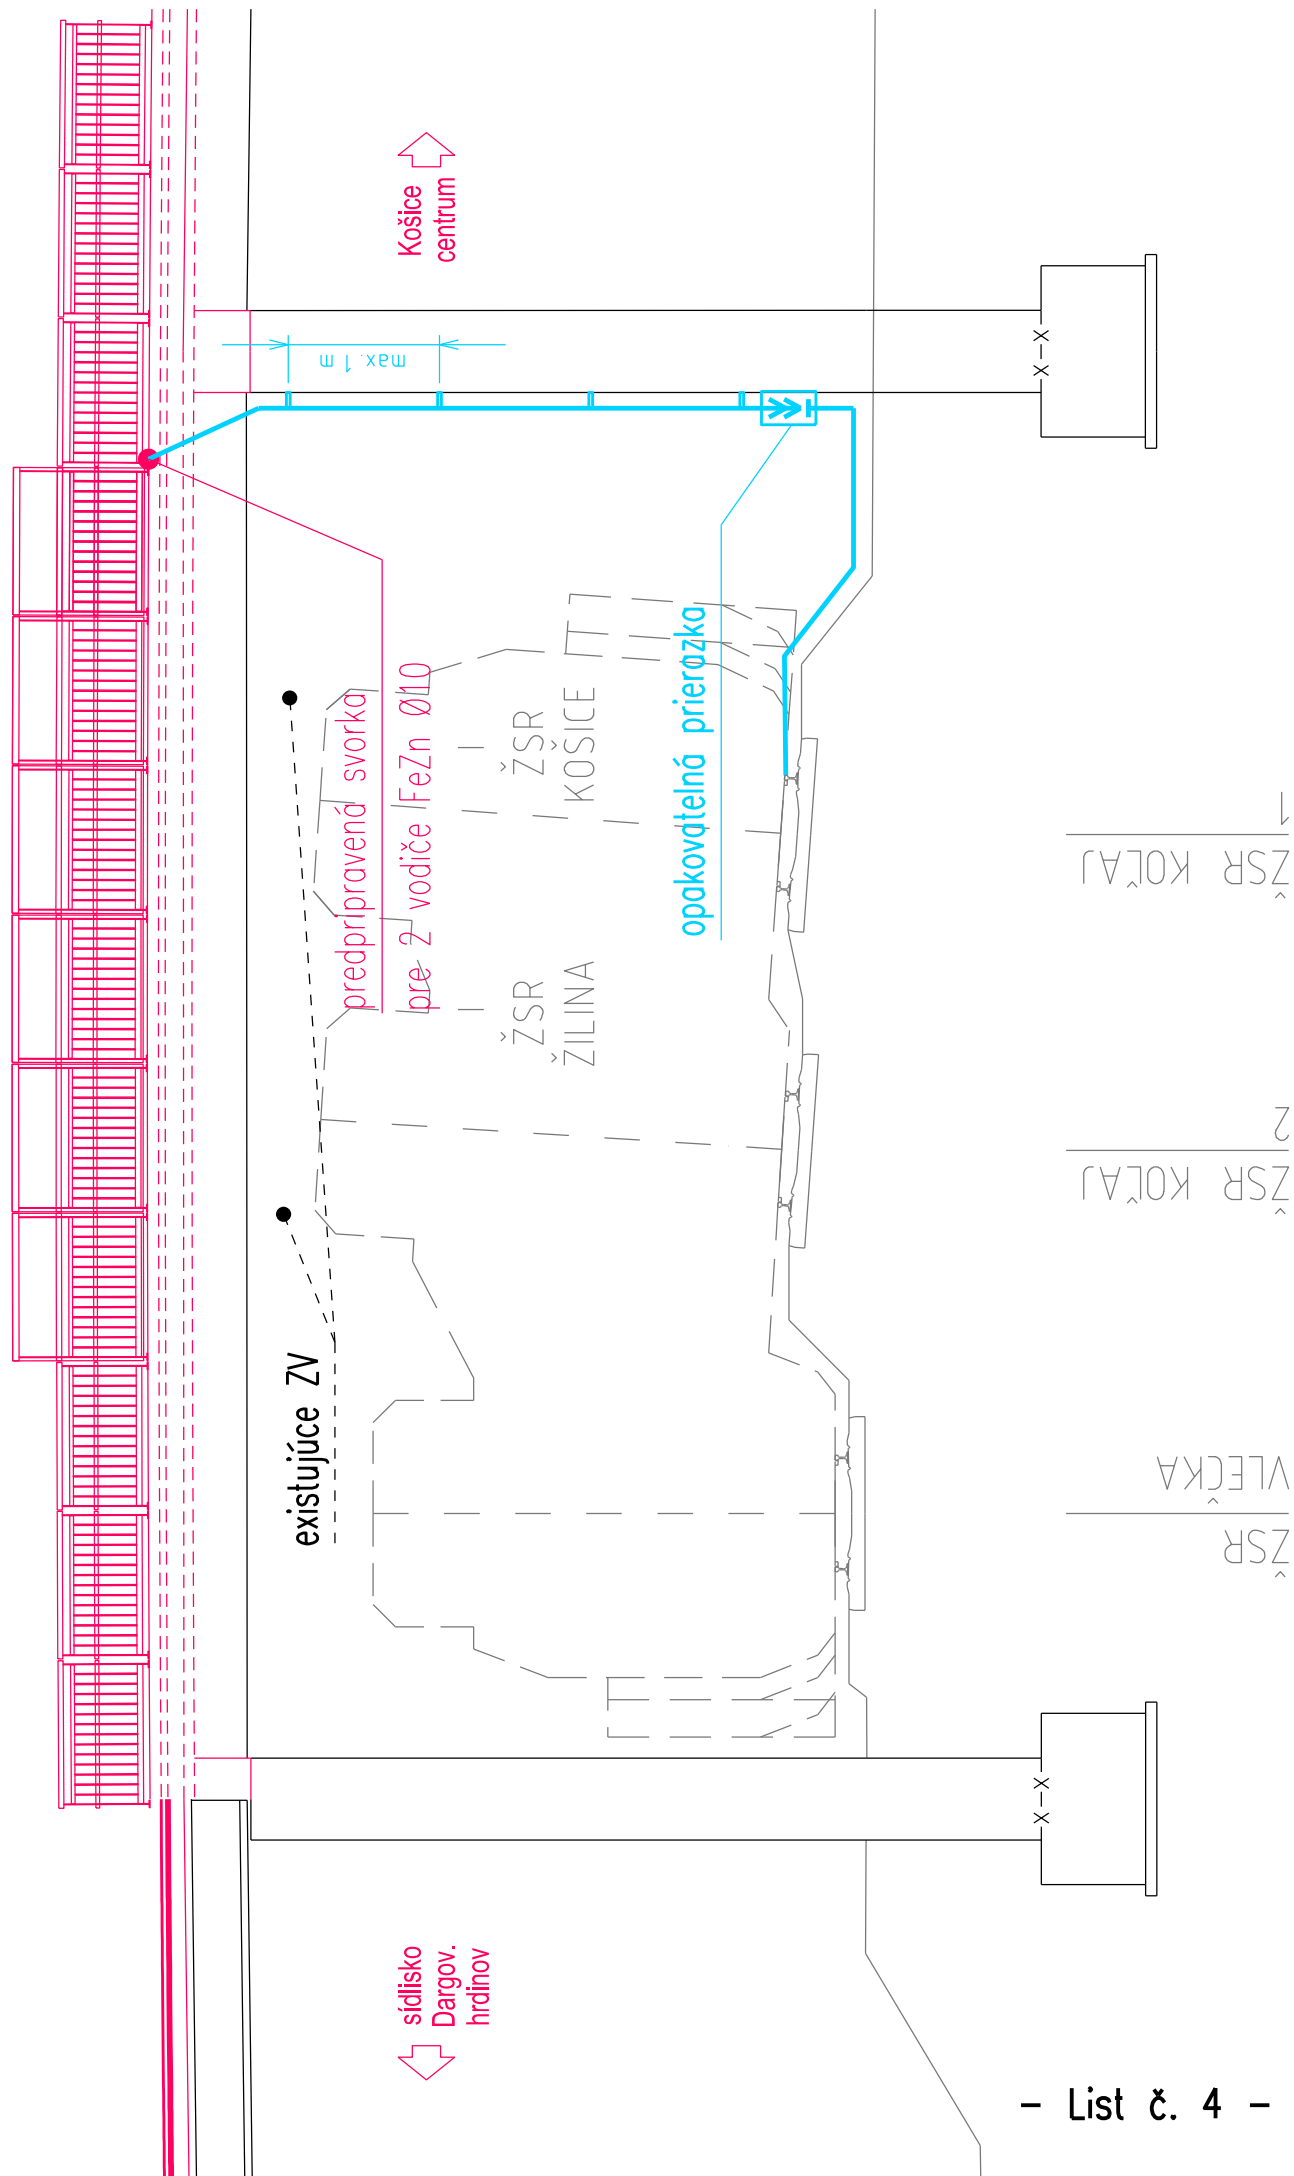 Košice
centrum
max. 1 m
predpripravená svorka
pre 2 vodiče FeZn Ø10
opakovatelná prierazka
ŽSR
KOŠICE
ŽSR
ŽILINA
existujúce ZV
ŽSR KOĽAJ
1
ŽSR KOĽAJ
2
ŽSR
VLEČKA
X
X
X
X
sídlisko
Dargov.
hrdinov
- List č. 4 -